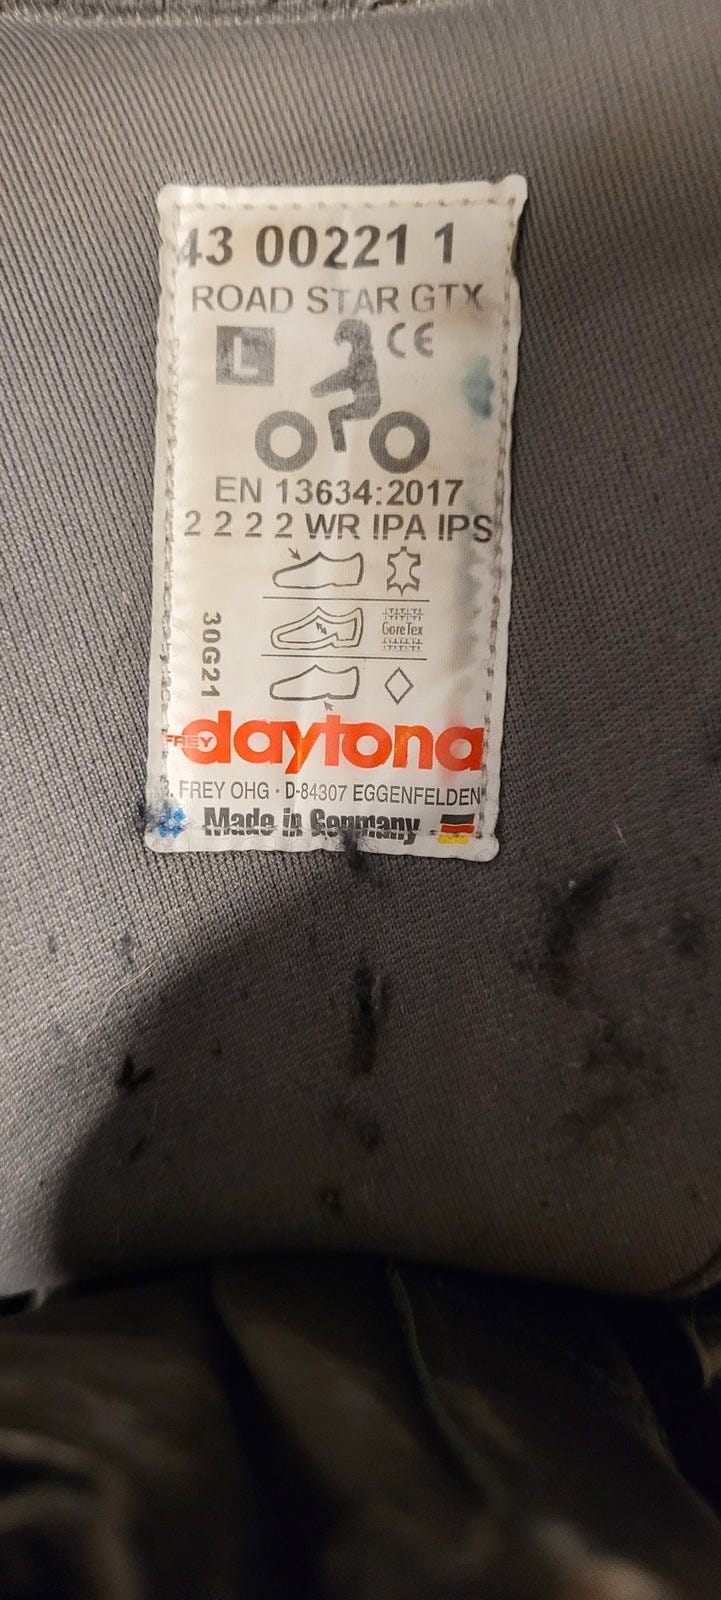 43 00221 1
ROAD STAR GTX
L CE
EN 13634:2017
2 2 2 2 WR IPA IPS
GoreTex
30G21
FREY daytona
FREY OHG · D-84307 EGGENFELDEN
Made in Germany